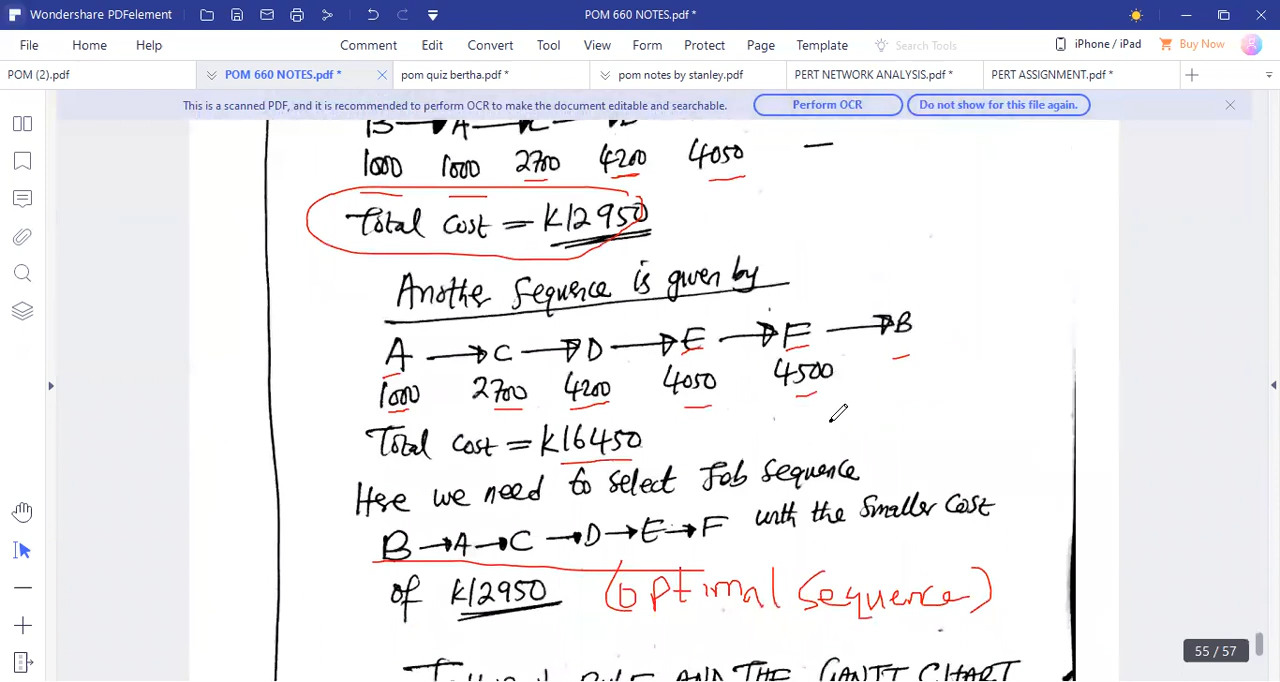 Wondershare PDFelement
POM 660 NOTES.pdf *
File Home Help Comment Edit Convert Tool View Form Protect Page Template Search Tools iPhone / iPad Buy Now
POM (2).pdf POM 660 NOTES.pdf * pom quiz bertha.pdf * pom notes by stanley.pdf PERT NETWORK ANALYSIS.pdf * PERT ASSIGNMENT.pdf *
This is a scanned PDF, and it is recommended to perform OCR to make the document editable and searchable. Perform OCR Do not show for this file again.
B → A → C →
1000 1000 2700 4200 4050 —
Total Cost = K12950
Another Sequence is given by
A → C → D → E → F → B
1000 2700 4200 4050 4500
Total Cost = K16450
Here we need to select Job Sequence
with the Smaller Cost
B → A → C → D → E → F
of K12950 (optimal Sequence)
RULE AND THE GANTT CHART
55 / 57